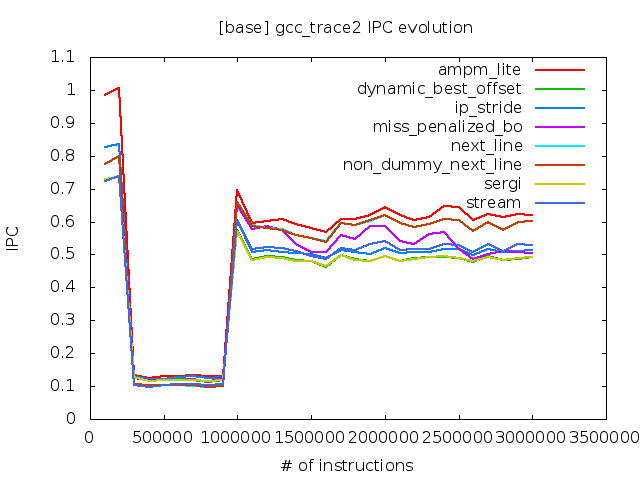 [base] gcc_trace2 IPC evolution
1.1
1
0.9
0.8
0.7
0.6
0.5
0.4
0.3
0.2
0.1
0
IPC
ampm_lite
dynamic_best_offset
ip_stride
miss_penalized_bo
next_line
non_dummy_next_line
sergi
stream
0 500000 1000000 1500000 2000000 2500000 3000000 3500000
# of instructions